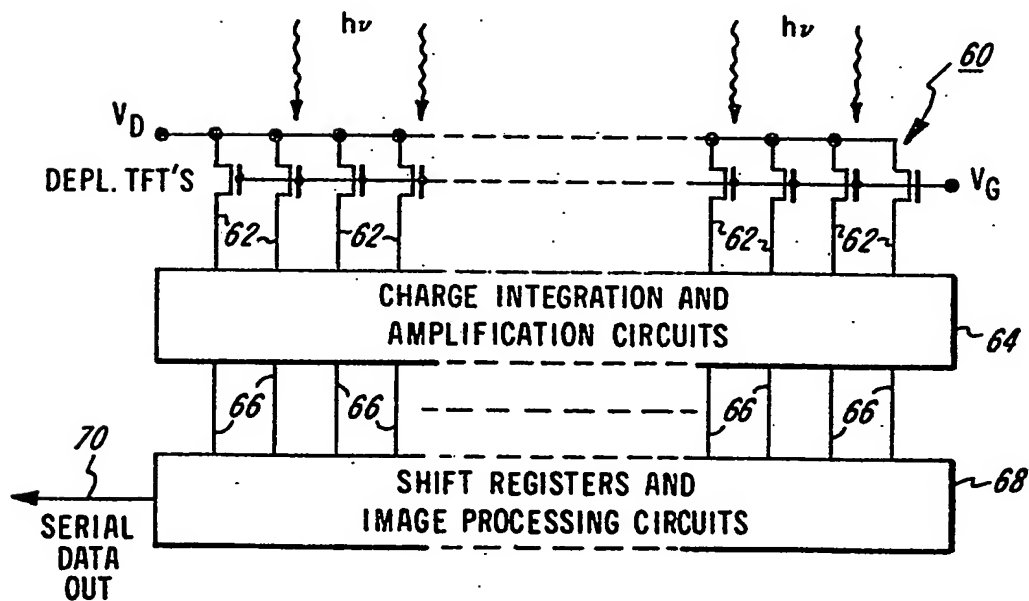 hν hν
60
V_D
DEPL. TFT'S
V_G
62 62 62 62
CHARGE INTEGRATION AND
AMPLIFICATION CIRCUITS
64
66 66 66 66
70
SHIFT REGISTERS AND
IMAGE PROCESSING CIRCUITS
68
SERIAL
DATA
OUT